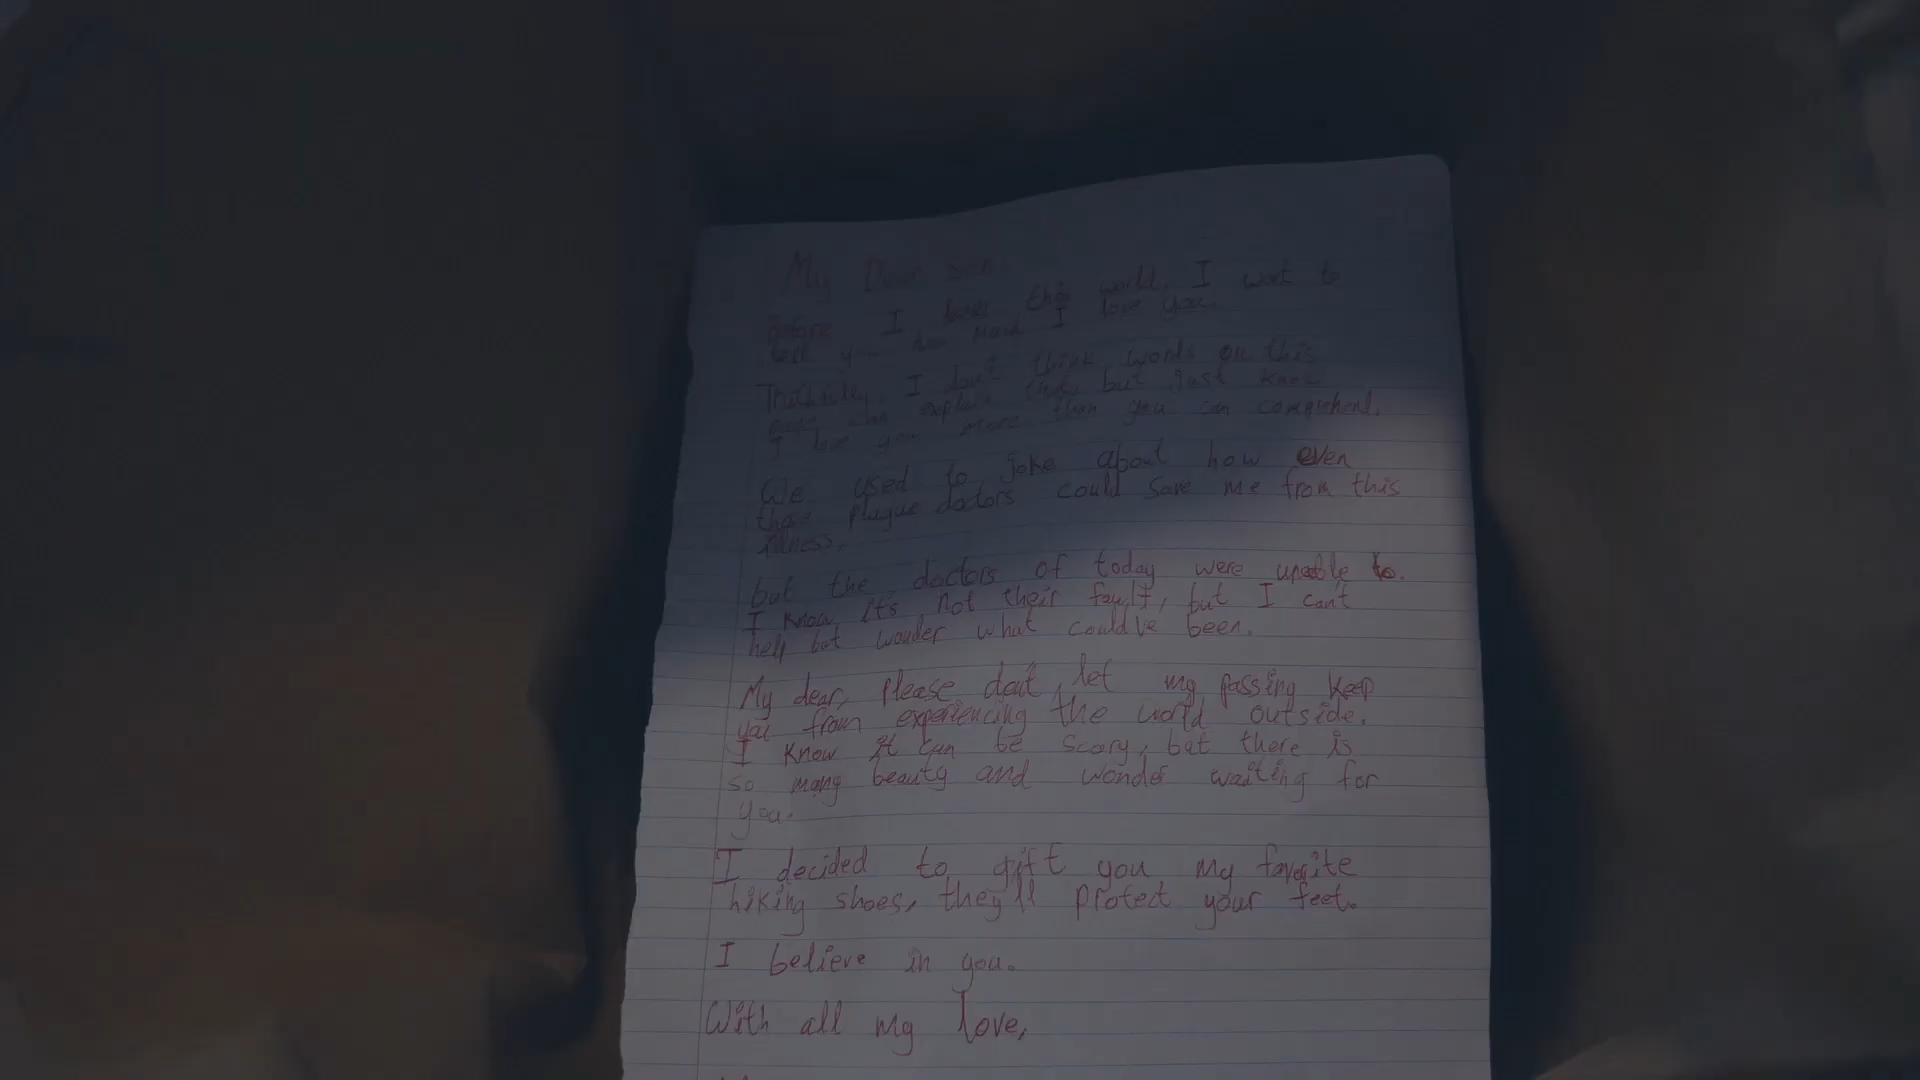 My Dear son
Before I leave this world, I want to
tell you how much I love you.
Truthfully, I don't think words on this
page can explain that, but just know
I love you more than you can comprehend.
We used to joke about how even
those plague doctors could save me from this
illness,
but the doctors of today were unable to.
I know it's not their fault, but I can't
help but wonder what could've been.
My dear, please don't let my passing keep
you from experiencing the world outside.
I know it can be scary, but there is
so many beauty and wonder waiting for
you.
I decided to gift you my favorite
hiking shoes, they'll protect your feet.
I believe in you.
With all my love,